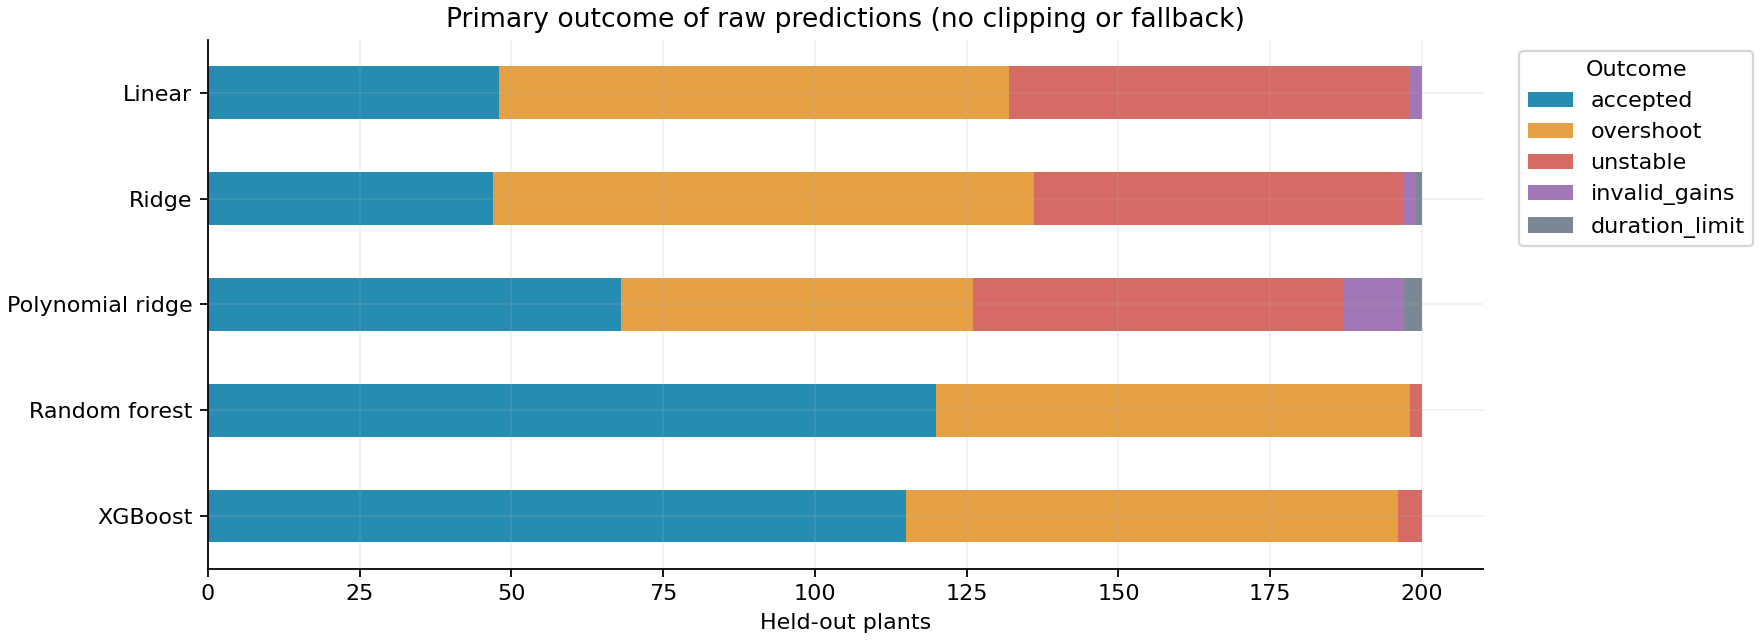 Primary outcome of raw predictions (no clipping or fallback)
Linear
Ridge
Polynomial ridge
Random forest
XGBoost
0 25 50 75 100 125 150 175 200
Held-out plants
Outcome
accepted
overshoot
unstable
invalid_gains
duration_limit